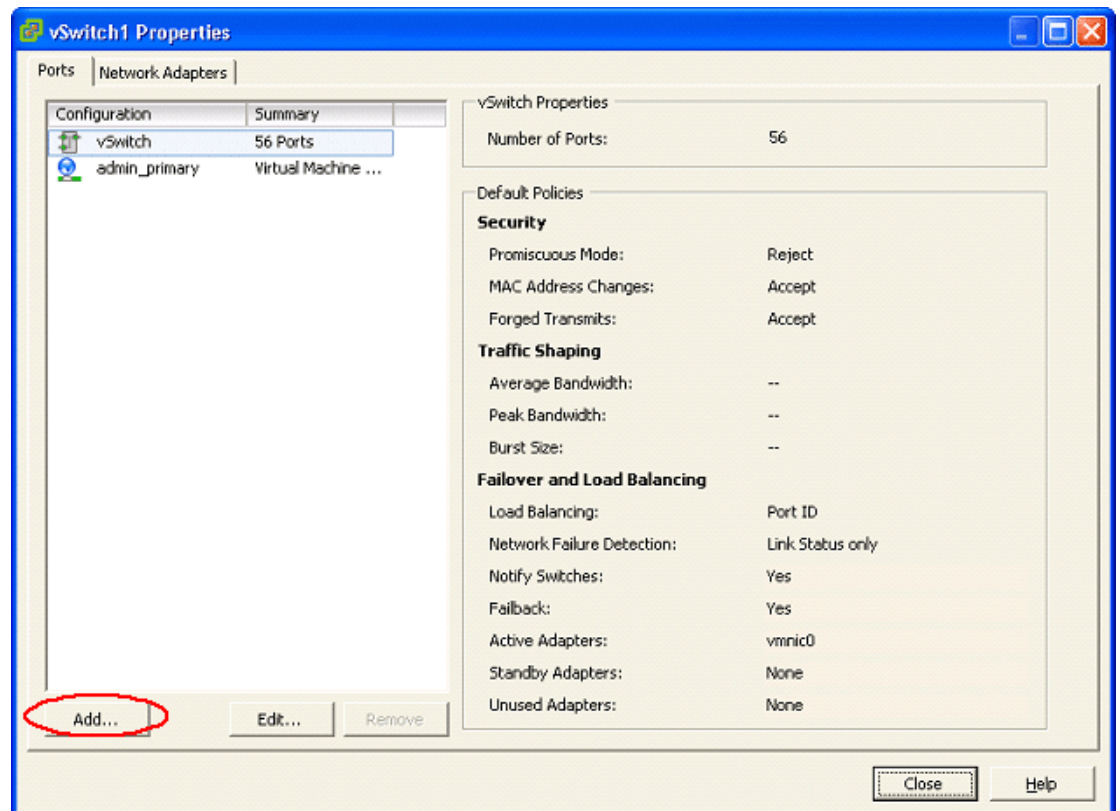 vSwitch1 Properties
Ports
Network Adapters
Configuration Summary
vSwitch 56 Ports
admin_primary Virtual Machine ...
vSwitch Properties
Number of Ports: 56
Default Policies
Security
Promiscuous Mode: Reject
MAC Address Changes: Accept
Forged Transmits: Accept
Traffic Shaping
Average Bandwidth: --
Peak Bandwidth: --
Burst Size: --
Failover and Load Balancing
Load Balancing: Port ID
Network Failure Detection: Link Status only
Notify Switches: Yes
Failback: Yes
Active Adapters: vmnic0
Standby Adapters: None
Unused Adapters: None
Add... Edit... Remove
Close Help